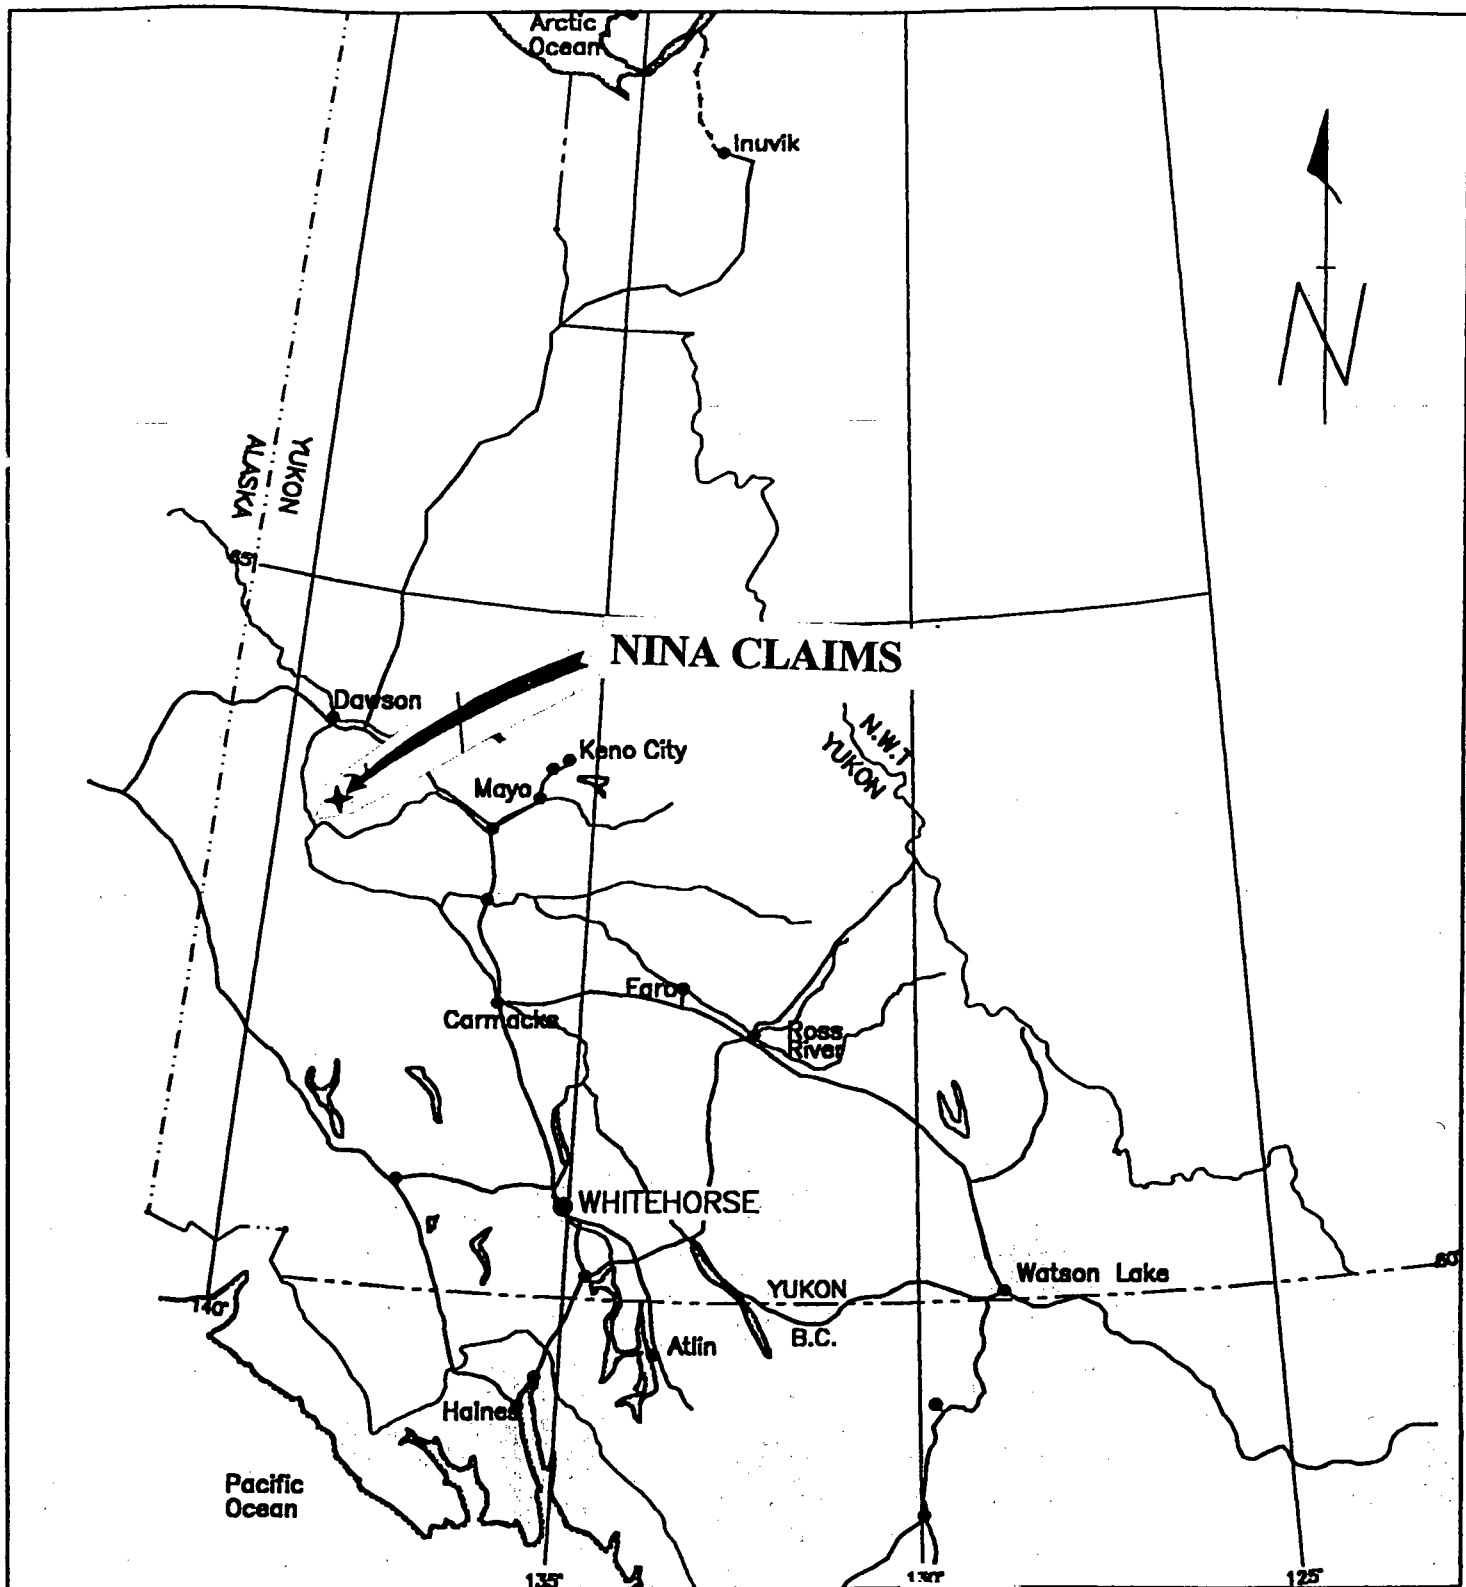 Arctic
Ocean
Inuvik
N
YUKON
ALASKA
65°
NINA CLAIMS
Dawson
Keno City
Mayo
N.W.T
YUKON
Faro
Carmacks
Ross
River
WHITEHORSE
Watson Lake
60°
YUKON
B.C.
140°
Atlin
Haines
Pacific
Ocean
135°
130°
125°